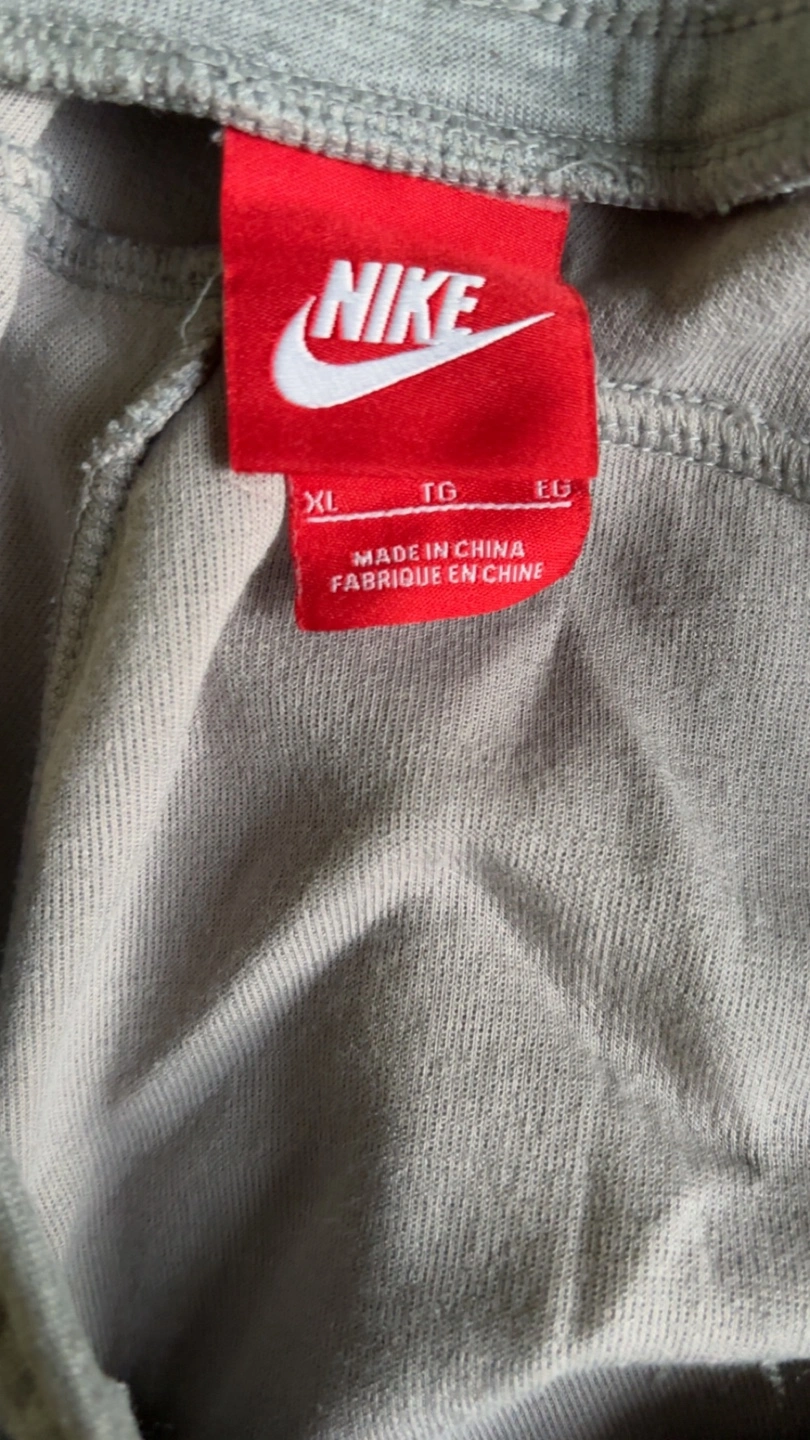 NIKE
XL TG EG
MADE IN CHINA
FABRIQUE EN CHINE